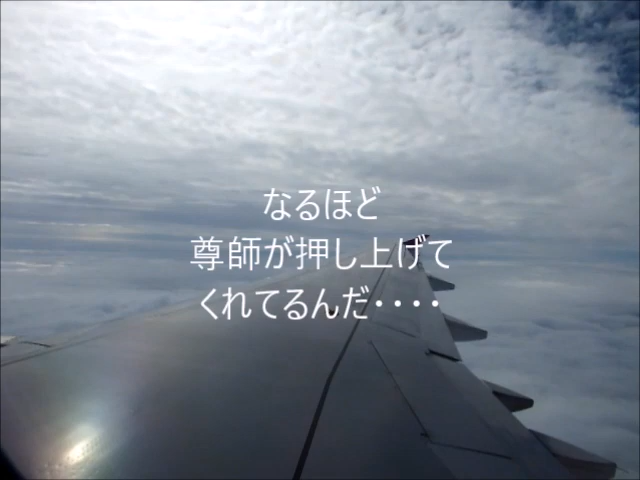 なるほど
尊師が押し上げて
くれてるんだ・・・・